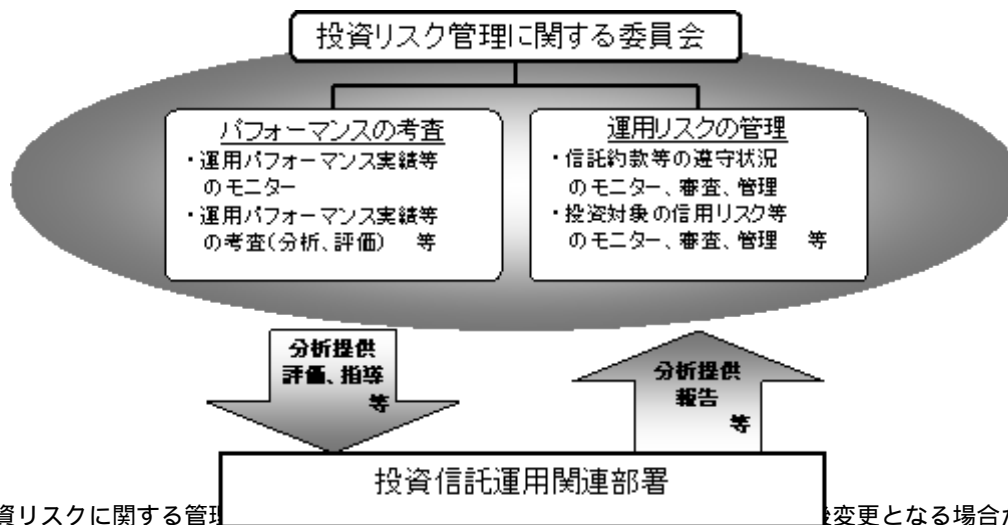 投資リスク管理に関する委員会
パフォーマンスの考査
・運用パフォーマンス実績等
のモニター
・運用パフォーマンス実績等
の考査(分析、評価) 等
運用リスクの管理
・信託約款等の遵守状況
のモニター、審査、管理
・投資対象の信用リスク等
のモニター、審査、管理 等
分析提供
評価、指導
等
分析提供
報告
等
投資信託運用関連部署
資リスクに関する管理
変更となる場合が